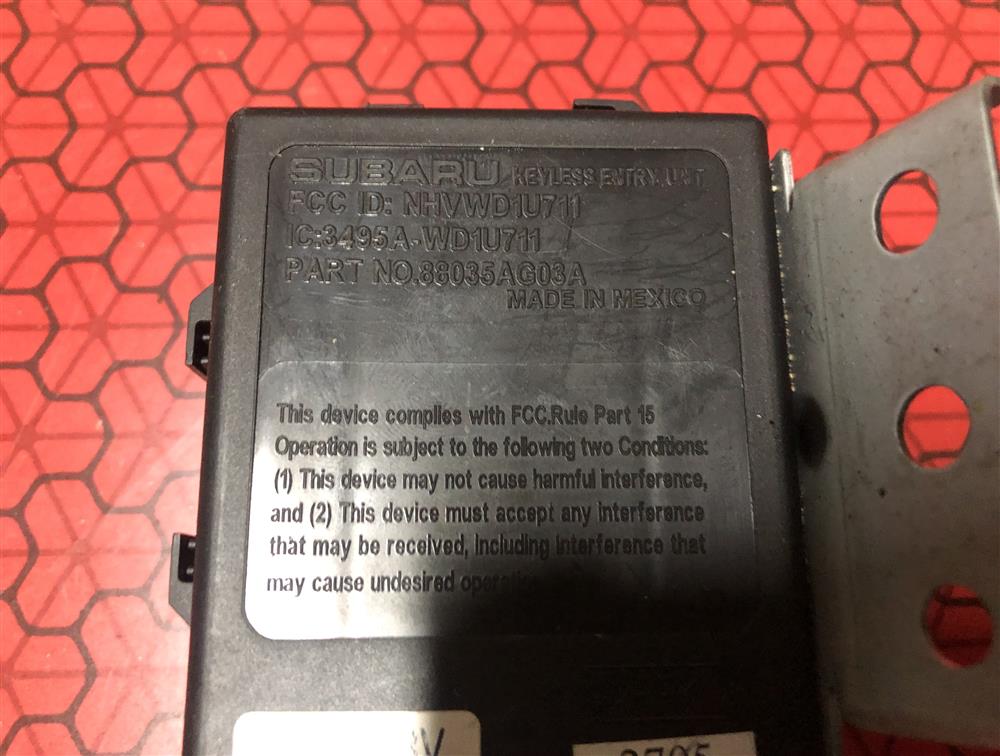 SUBARU KEYLESS ENTRY UNIT
FCC ID: NHVWD1U711
IC:3495A-WD1U711
PART NO.88035AG03A
MADE IN MEXICO
This device complies with FCC.Rule Part 15
Operation is subject to the following two Conditions:
(1) This device may not cause harmful interference,
and (2) This device must accept any interference
that may be received, including interference that
may cause undesired